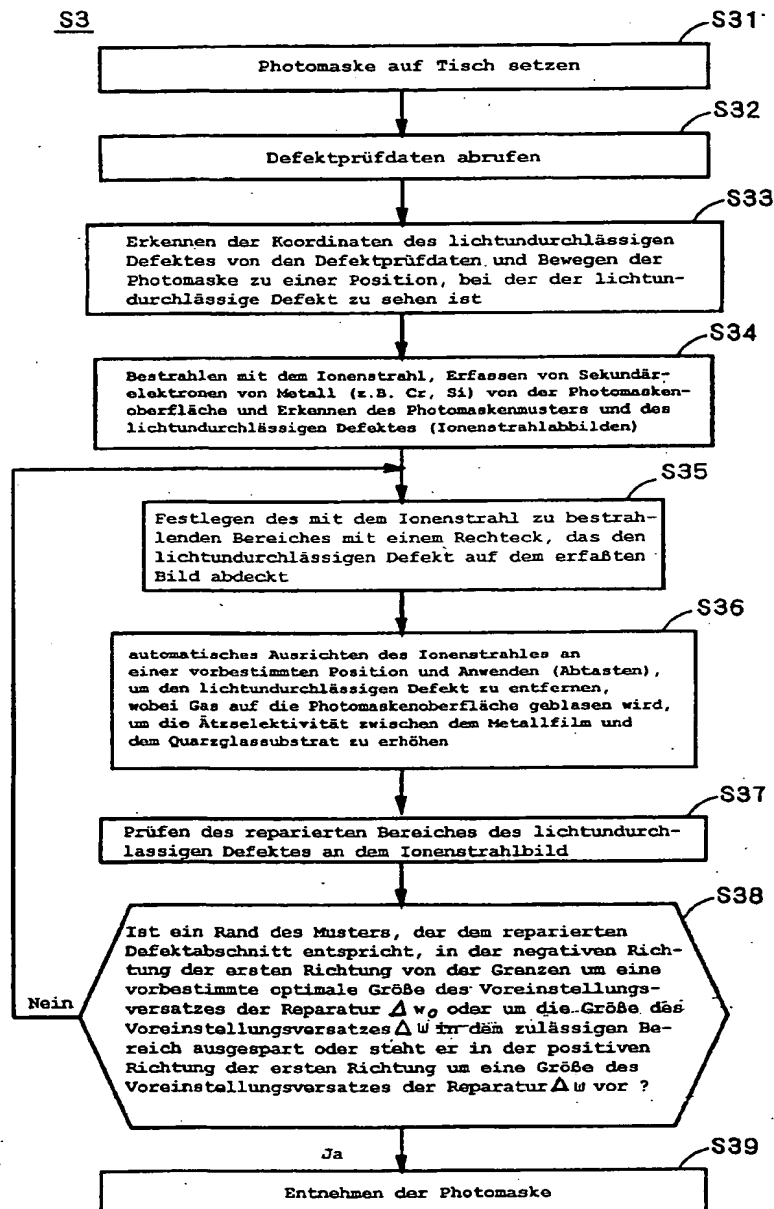 S3
S31
Photomaske auf Tisch setzen
S32
Defektprüfdaten abrufen
S33
Erkennen der Koordinaten des lichtundurchlässigen
Defektes von den Defektprüfdaten und Bewegen der
Photomaske zu einer Position, bei der der lichtun-
durchlässige Defekt zu sehen ist
S34
Bestrahlen mit dem Ionenstrahl, Erfassen von Sekundär-
elektronen von Metall (z.B. Cr, Si) von der Photomasken-
oberfläche und Erkennen des Photomaskenmusters und des
lichtundurchlässigen Defektes (Ionenstrahlabbilden)
S35
Festlegen des mit dem Ionenstrahl zu bestrah-
lenden Bereiches mit einem Rechteck, das den
lichtundurchlässigen Defekt auf dem erfaßten
Bild abdeckt
S36
automatisches Ausrichten des Ionenstrahles an
einer vorbestimmten Position und Anwenden (Abtasten),
um den lichtundurchlässigen Defekt zu entfernen,
wobei Gas auf die Photomaskenoberfläche geblasen wird,
um die Ätzselektivität zwischen dem Metallfilm und
dem Quarzglassubstrat zu erhöhen
S37
Prüfen des reparierten Bereiches des lichtundurch-
lassigen Defektes an dem Ionenstrahlbild
S38
Ist ein Rand des Musters, der dem reparierten
Defektabschnitt entspricht, in der negativen Rich-
tung der ersten Richtung von der Grenzen um eine
vorbestimmte optimale Größe des Voreinstellungs-
versatzes der Reparatur Δ w₀ oder um die Größe des
Voreinstellungsversatzes Δ w in dem zulässigen Be-
reich ausgespart oder steht er in der positiven
Richtung der ersten Richtung um eine Größe des
Voreinstellungsversatzes der Reparatur Δ w vor ?
Nein
Ja
S39
Entnehmen der Photomaske